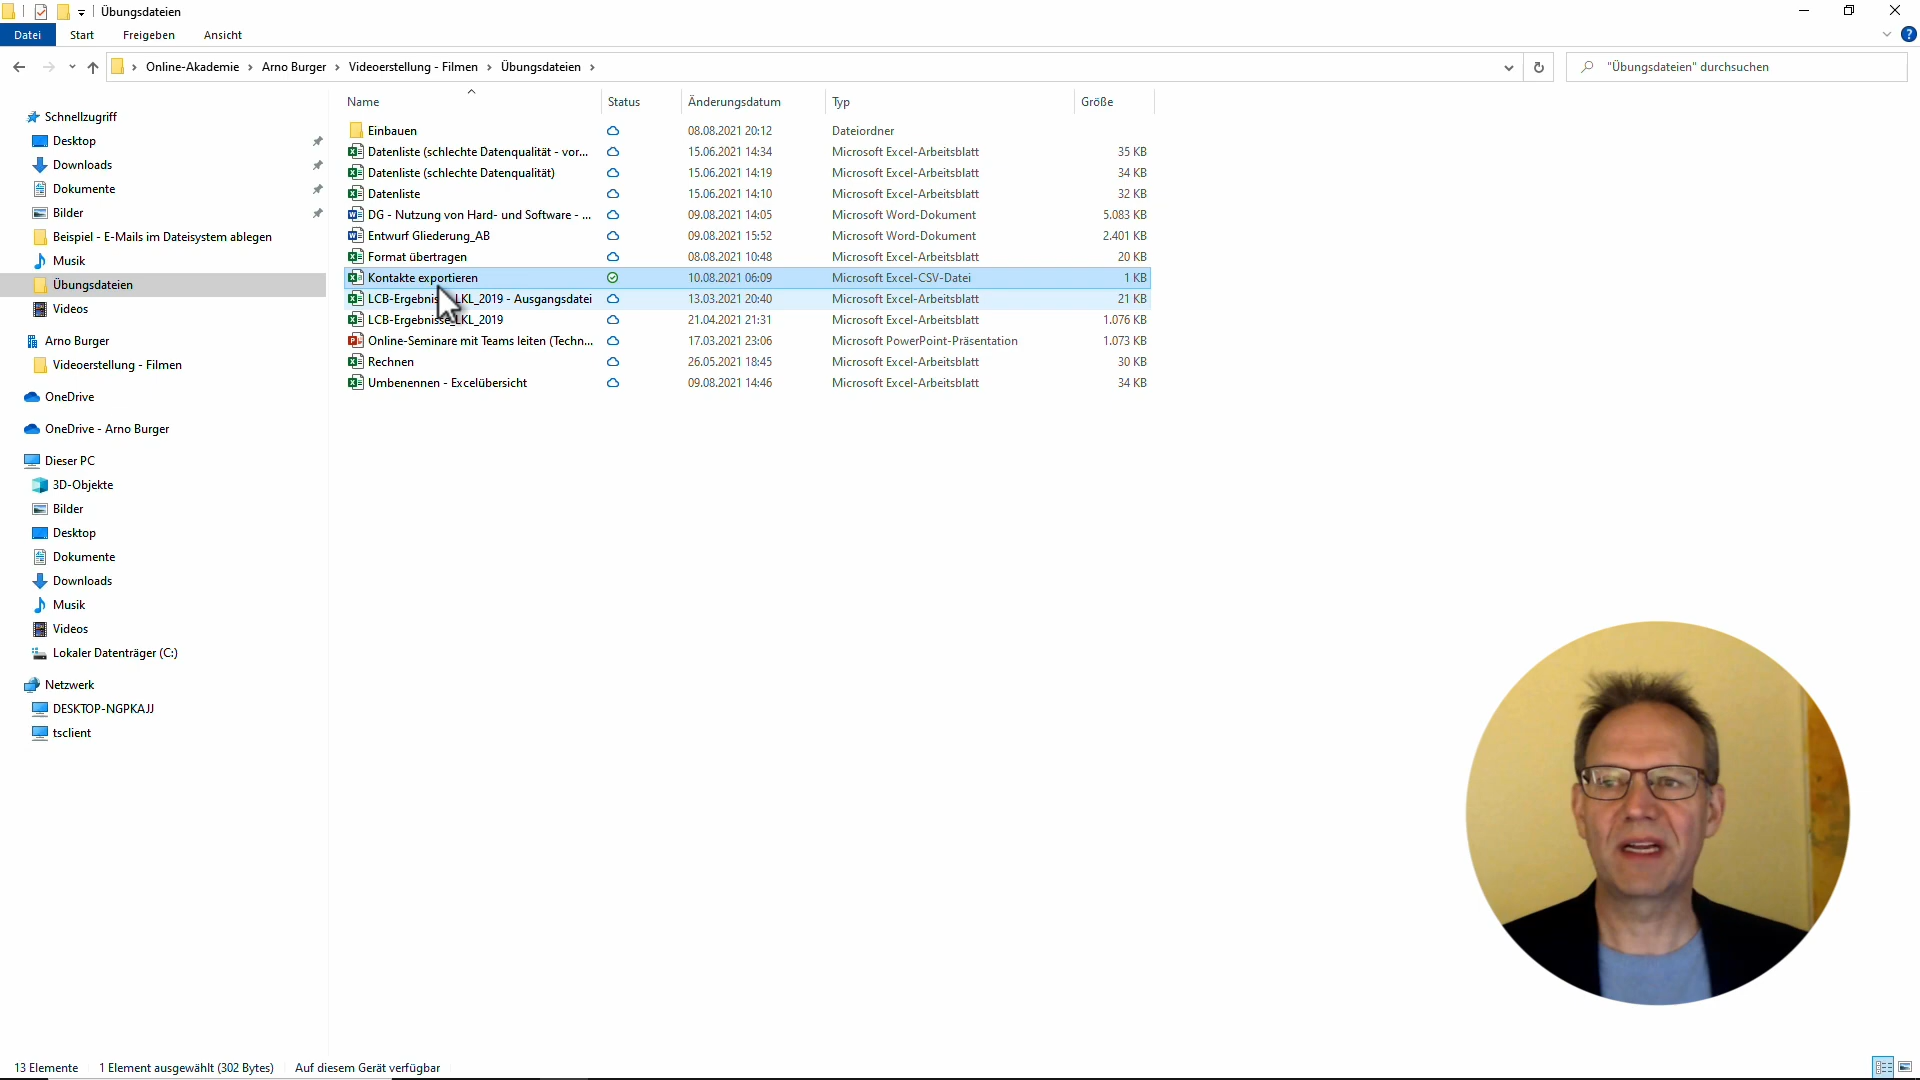 Übungsdateien
Datei Start Freigeben Ansicht
Online-Akademie Arno Burger Videoerstellung - Filmen Übungsdateien
"Übungsdateien" durchsuchen
Name Status Änderungsdatum Typ Größe
Einbauen 08.08.2021 20:12 Dateiordner
Datenliste (schlechte Datenqualität - vor... 15.06.2021 14:34 Microsoft Excel-Arbeitsblatt 35 KB
Datenliste (schlechte Datenqualität) 15.06.2021 14:19 Microsoft Excel-Arbeitsblatt 34 KB
Datenliste 15.06.2021 14:10 Microsoft Excel-Arbeitsblatt 32 KB
DG - Nutzung von Hard- und Software - ... 09.08.2021 14:05 Microsoft Word-Dokument 5.083 KB
Entwurf Gliederung_AB 09.08.2021 15:52 Microsoft Word-Dokument 2.401 KB
Format übertragen 08.08.2021 10:48 Microsoft Excel-Arbeitsblatt 20 KB
Kontakte exportieren 10.08.2021 06:09 Microsoft Excel-CSV-Datei 1 KB
LKL_2019 - Ausgangsdatei 13.03.2021 20:40 Microsoft Excel-Arbeitsblatt 21 KB
LCB-Ergebnisse_LKL_2019 21.04.2021 21:31 Microsoft Excel-Arbeitsblatt 1.076 KB
Online-Seminare mit Teams leiten (Techn... 17.03.2021 23:06 Microsoft PowerPoint-Präsentation 1.073 KB
Rechnen 26.05.2021 18:45 Microsoft Excel-Arbeitsblatt 30 KB
Umbenennen - Excelübersicht 09.08.2021 14:46 Microsoft Excel-Arbeitsblatt 34 KB
Schnellzugriff
Desktop
Downloads
Dokumente
Bilder
Beispiel - E-Mails im Dateisystem ablegen
Musik
Übungsdateien
Videos
Arno Burger
Videoerstellung - Filmen
OneDrive
OneDrive - Arno Burger
Dieser PC
3D-Objekte
Bilder
Desktop
Dokumente
Downloads
Musik
Videos
Lokaler Datenträger (C:)
Netzwerk
DESKTOP-NGPKAJJ
tsclient
13 Elemente 1 Element ausgewählt (302 Bytes) Auf diesem Gerät verfügbar